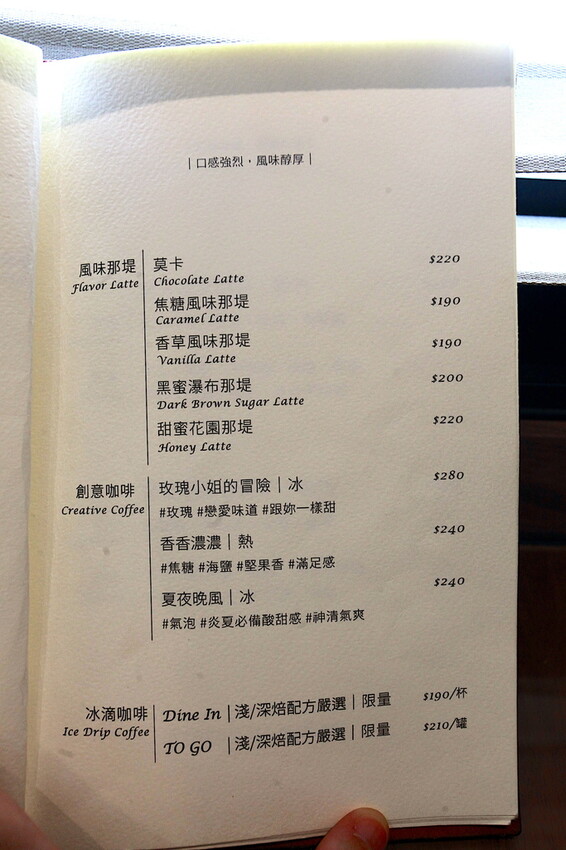 |口感強烈,風味醇厚|
風味那堤
Flavor Latte
莫卡 $220
Chocolate Latte
焦糖風味那堤 $190
Caramel Latte
香草風味那堤 $190
Vanilla Latte
黑蜜瀑布那堤 $200
Dark Brown Sugar Latte
甜蜜花園那堤 $220
Honey Latte
創意咖啡
Creative Coffee
玫瑰小姐的冒險|冰 $280
#玫瑰 #戀愛味道 #跟妳一樣甜
香香濃濃|熱 $240
#焦糖 #海鹽 #堅果香 #滿足感
夏夜晚風|冰 $240
#氣泡 #炎夏必備酸甜感 #神清氣爽
冰滴咖啡
Ice Drip Coffee
Dine In|淺/深焙配方嚴選|限量 $190/杯
TO GO |淺/深焙配方嚴選|限量 $210/罐